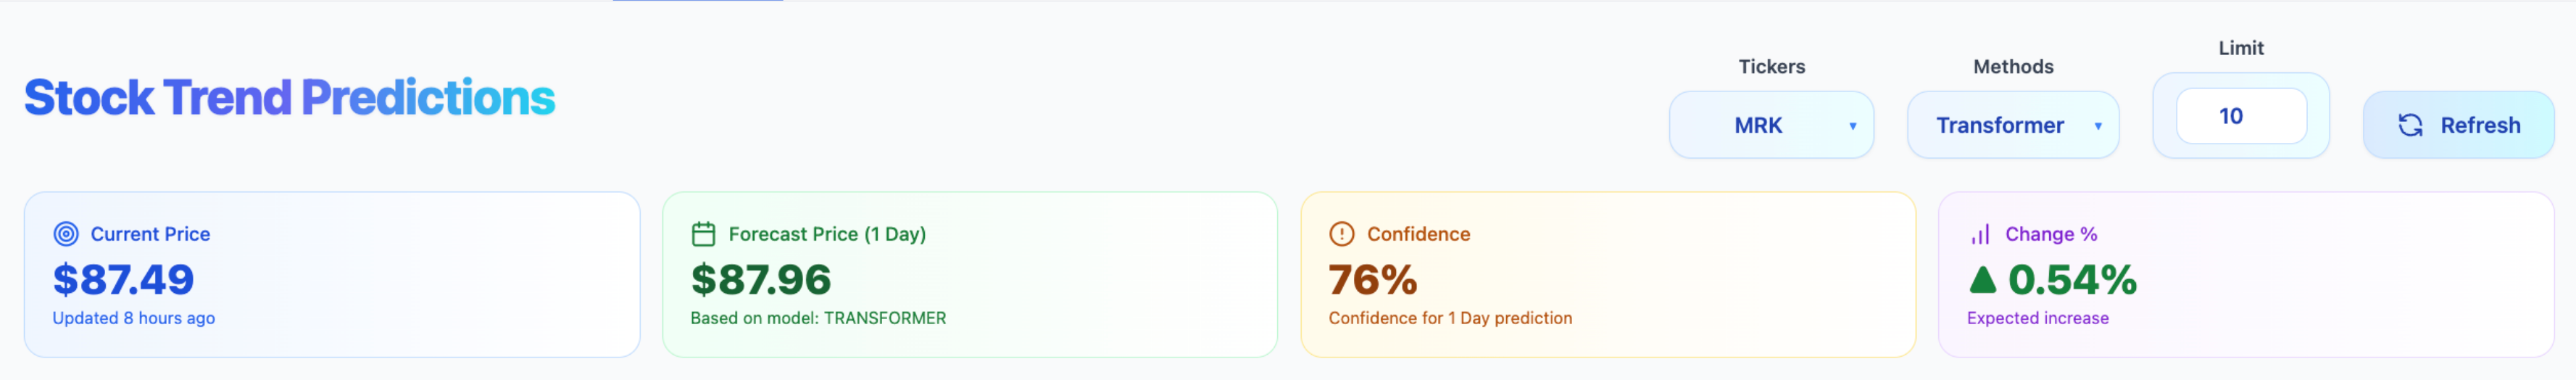 Stock Trend Predictions
Tickers
MRK
Methods
Transformer
Limit
10
Refresh
Current Price
$87.49
Updated 8 hours ago
Forecast Price (1 Day)
$87.96
Based on model: TRANSFORMER
Confidence
76%
Confidence for 1 Day prediction
Change %
▲ 0.54%
Expected increase